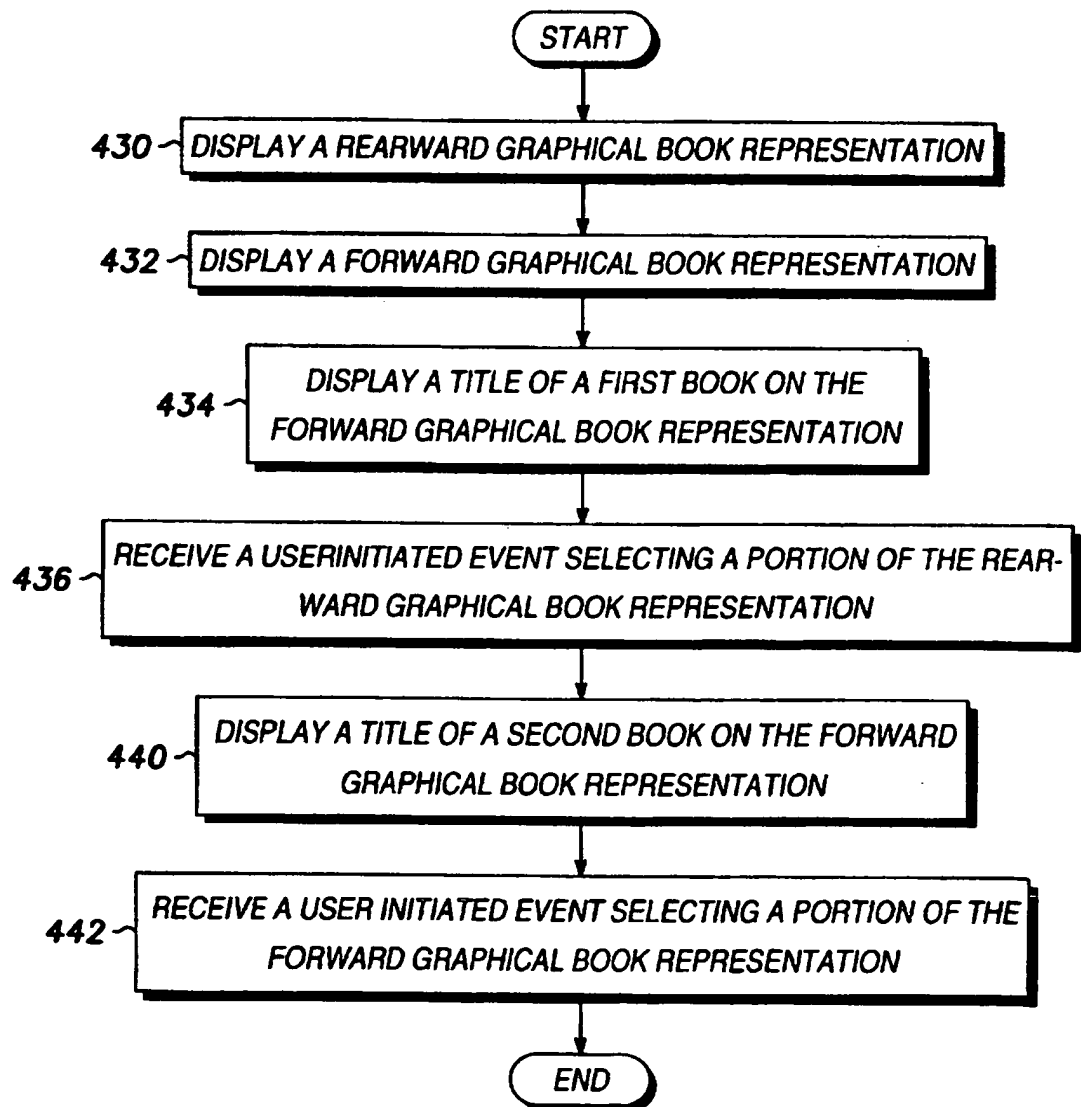 START
430 DISPLAY A REARWARD GRAPHICAL BOOK REPRESENTATION
432 DISPLAY A FORWARD GRAPHICAL BOOK REPRESENTATION
DISPLAY A TITLE OF A FIRST BOOK ON THE
434
FORWARD GRAPHICAL BOOK REPRESENTATION
RECEIVE A USERINITIATED EVENT SELECTING A PORTION OF THE REAR-
436
WARD GRAPHICAL BOOK REPRESENTATION
DISPLAY A TITLE OF A SECOND BOOK ON THE FORWARD
440
GRAPHICAL BOOK REPRESENTATION
RECEIVE A USER INITIATED EVENT SELECTING A PORTION OF THE
442
FORWARD GRAPHICAL BOOK REPRESENTATION
END